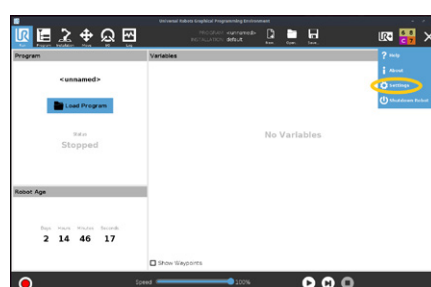 Universal Robots Graphical Programming Environment
Run
Program
Installation
Move
I/O
Log
PROGRAM <unnamed>
INSTALLATION default
New...
Open...
Save...
Program
<unnamed>
Load Program
Status
Stopped
Robot Age
Days Hours Minutes Seconds
2 14 46 17
Variables
No Variables
Show Waypoints
? Help
i About
Settings
Shutdown Robot
Speed 100%